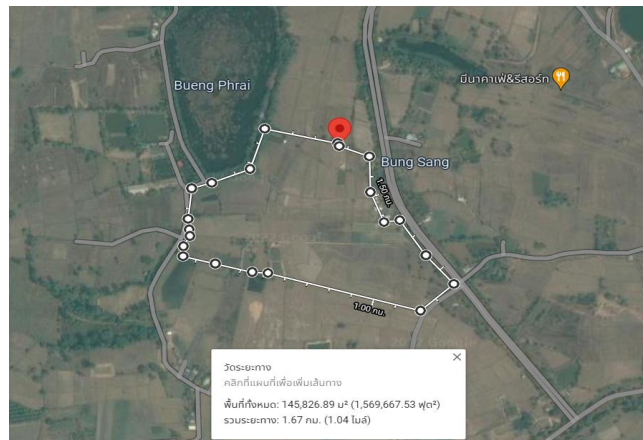 มีนาคาเฟ่&รีสอร์ท
Bueng Phrai
Bung Sang
1.50 กม.
1.00 กม.
วัดระยะทาง
คลิกที่แผนที่เพื่อเพิ่มเส้นทาง
พื้นที่ทั้งหมด: 145,826.89 ม² (1,569,667.53 ฟุต²)
รวมระยะทาง: 1.67 กม. (1.04 ไมล์)